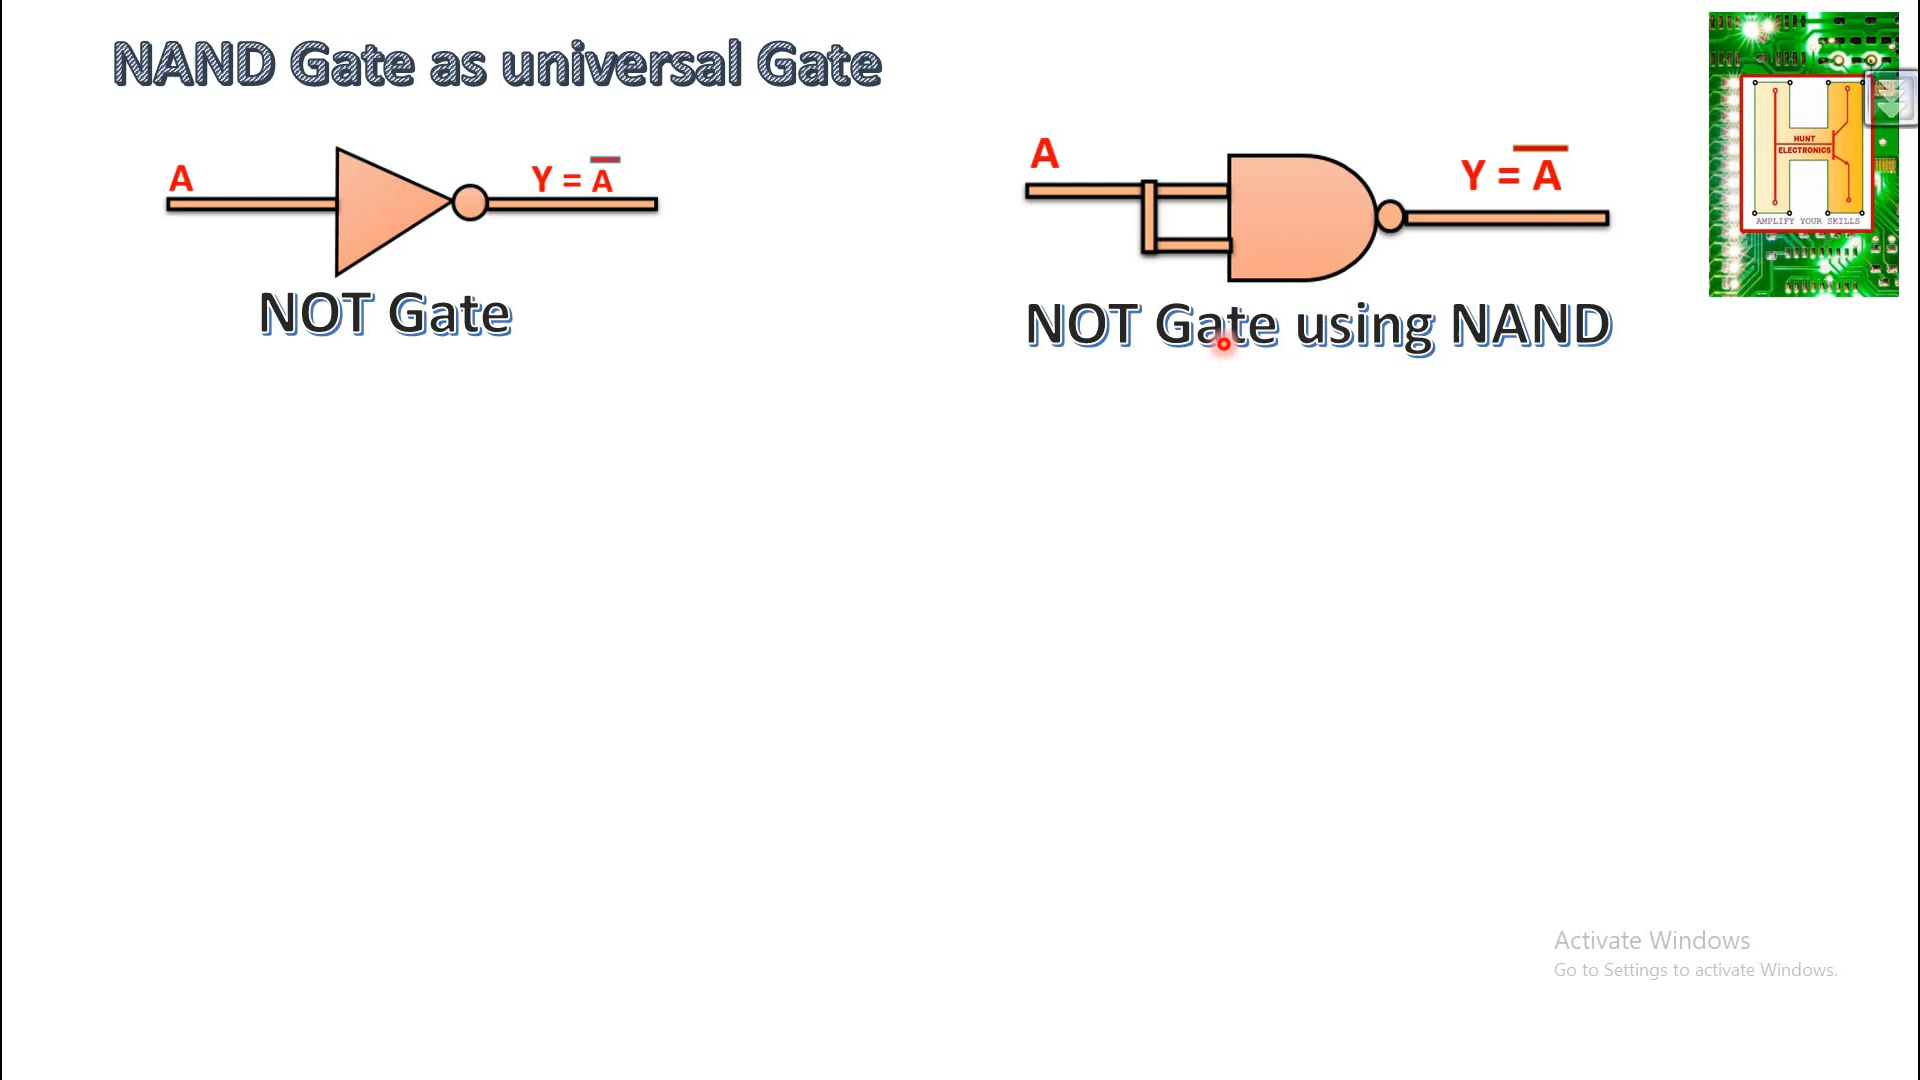 NAND Gate as universal Gate
A
Y = A̅
NOT Gate
A
Y = A̅
NOT Gate using NAND
HUNT
ELECTRONICS
AMPLIFY YOUR SKILLS
Activate Windows
Go to Settings to activate Windows.